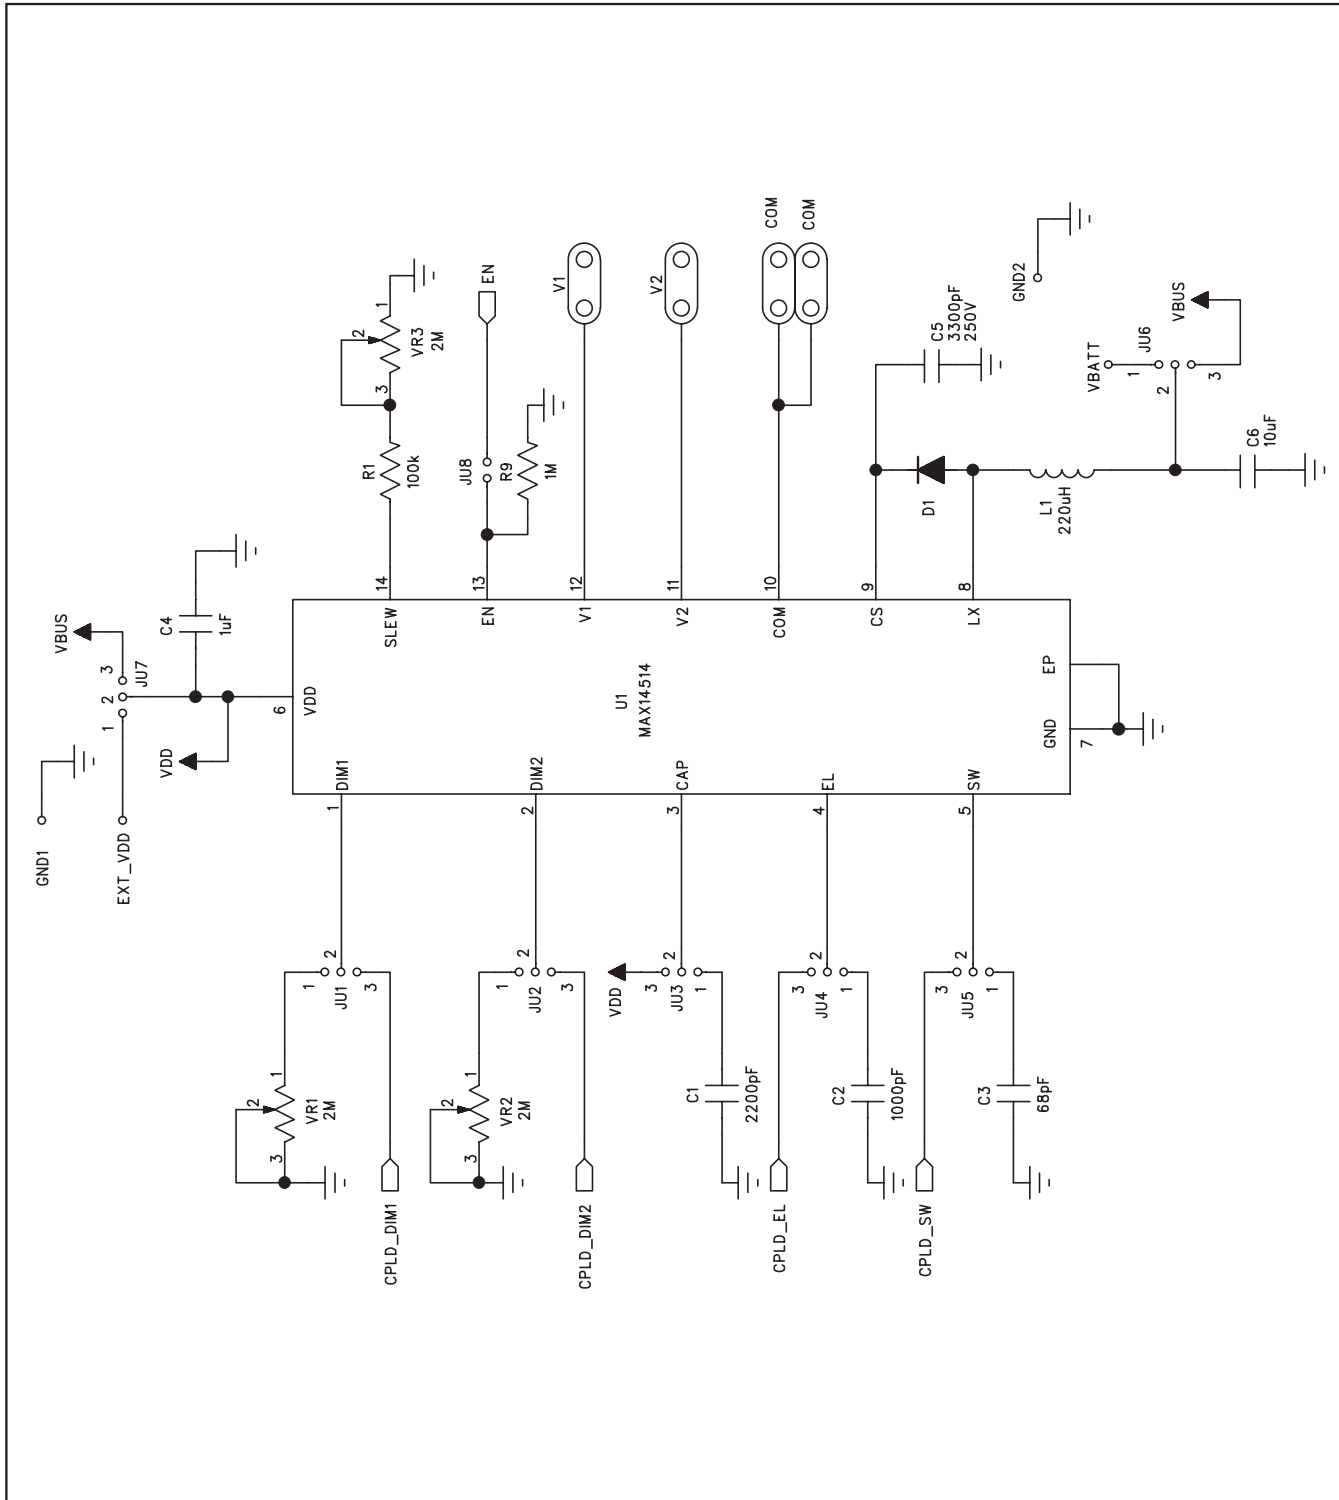 GND1
EXT_VDD
VDD
VBUS
1
2
3
JU7
C4
1uF
6
VDD
VR1
2M
1
2
3
CPLD_DIM1
JU1
1
2
3
1
DIM1
VR2
2M
1
2
3
CPLD_DIM2
JU2
1
2
3
2
DIM2
VDD
JU3
3
2
1
C1
2200pF
3
CAP
CPLD_EL
JU4
3
2
1
C2
1000pF
4
EL
CPLD_SW
JU5
3
2
1
C3
68pF
5
SW
U1
MAX14514
GND
7
EP
SLEW
14
R1
100k
VR3
2M
3
2
1
EN
13
JU8
R9
1M
EN
V1
12
V1
V2
11
V2
COM
10
COM
COM
CS
9
C5
3300pF
250V
LX
8
D1
L1
220uH
GND2
VBATT
JU6
1
2
3
VBUS
C6
10uF